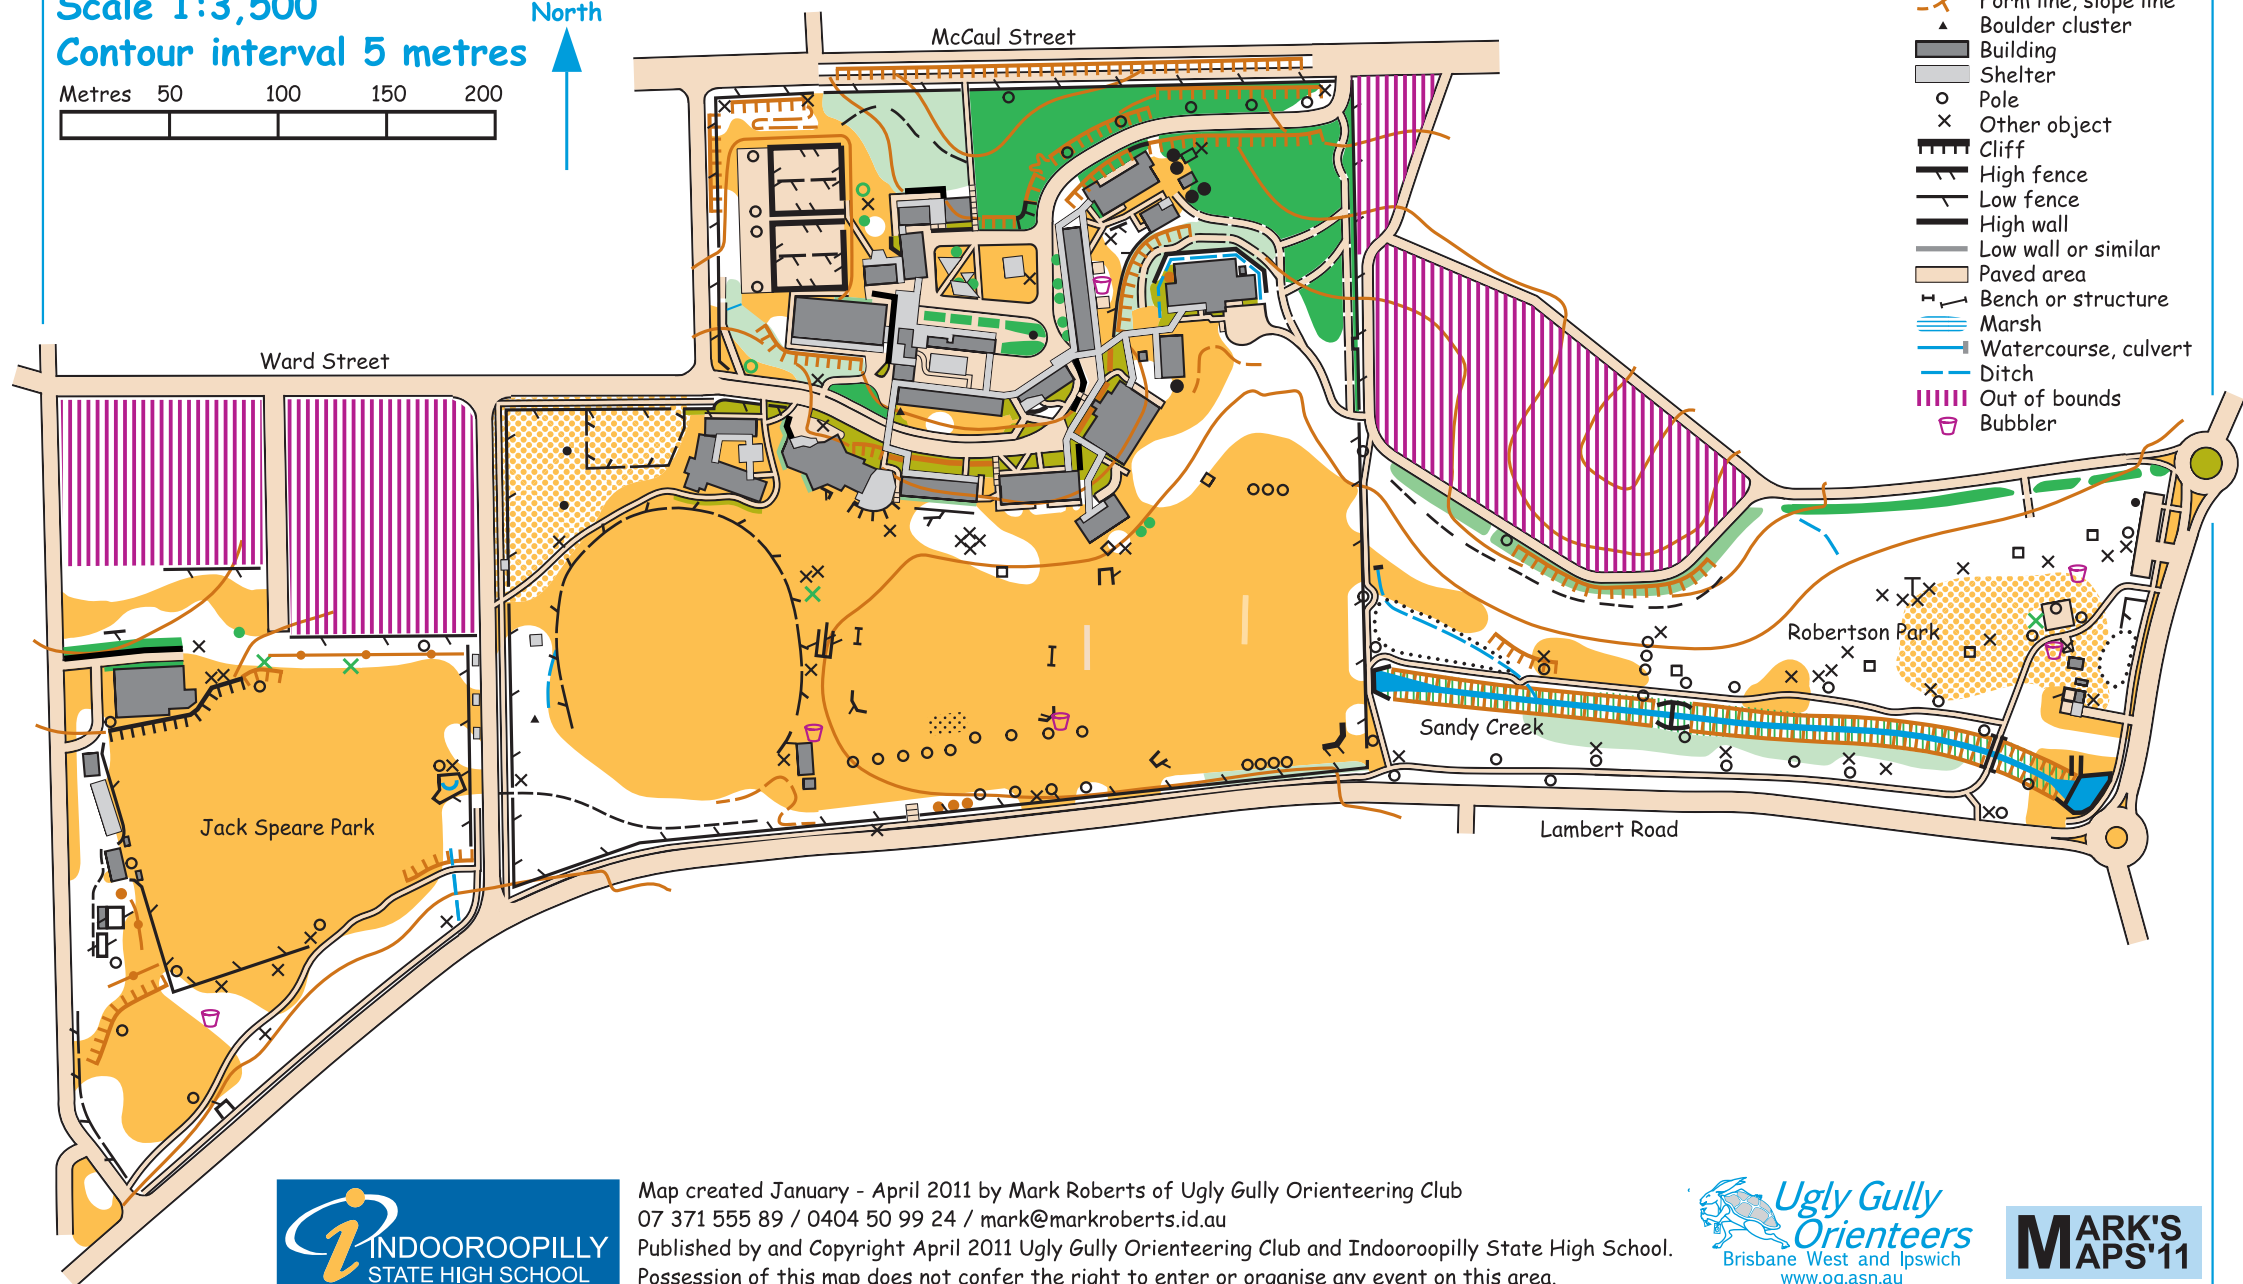 Scale 1:3,500
Contour interval 5 metres
Metres 50 100 150 200
North
McCaul Street
Ward Street
Jack Speare Park
Sandy Creek
Robertson Park
Lambert Road
Form line, slope line
Boulder cluster
Building
Shelter
Pole
Other object
Cliff
High fence
Low fence
High wall
Low wall or similar
Paved area
Bench or structure
Marsh
Watercourse, culvert
Ditch
Out of bounds
Bubbler
INDOOROOPILLY
STATE HIGH SCHOOL
Map created January - April 2011 by Mark Roberts of Ugly Gully Orienteering Club
07 371 555 89 / 0404 50 99 24 / mark@markroberts.id.au
Published by and Copyright April 2011 Ugly Gully Orienteering Club and Indooroopilly State High School.
Possession of this map does not confer the right to enter or organise any event on this area.
Ugly Gully
Orienteers
Brisbane West and Ipswich
www.oq.asn.au
MARK'S
MAPS'11